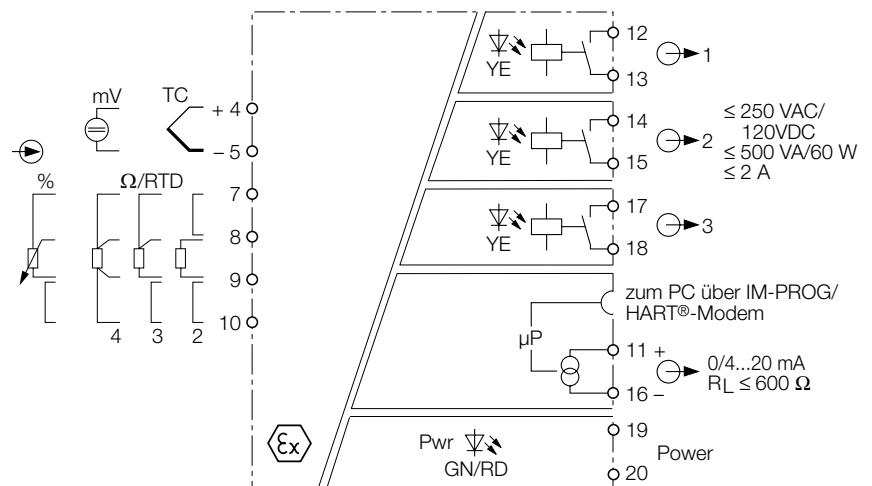 mV
TC
+ 4
– 5
%
Ω/RTD
7
8
9
10
4
3
2
Ex
YE
12
13
1
YE
14
15
2
≤ 250 VAC/
120VDC
≤ 500 VA/60 W
≤ 2 A
YE
17
18
3
zum PC über IM-PROG/
HART®-Modem
µP
11 +
16 –
0/4...20 mA
RL ≤ 600 Ω
Pwr
GN/RD
19
Power
20